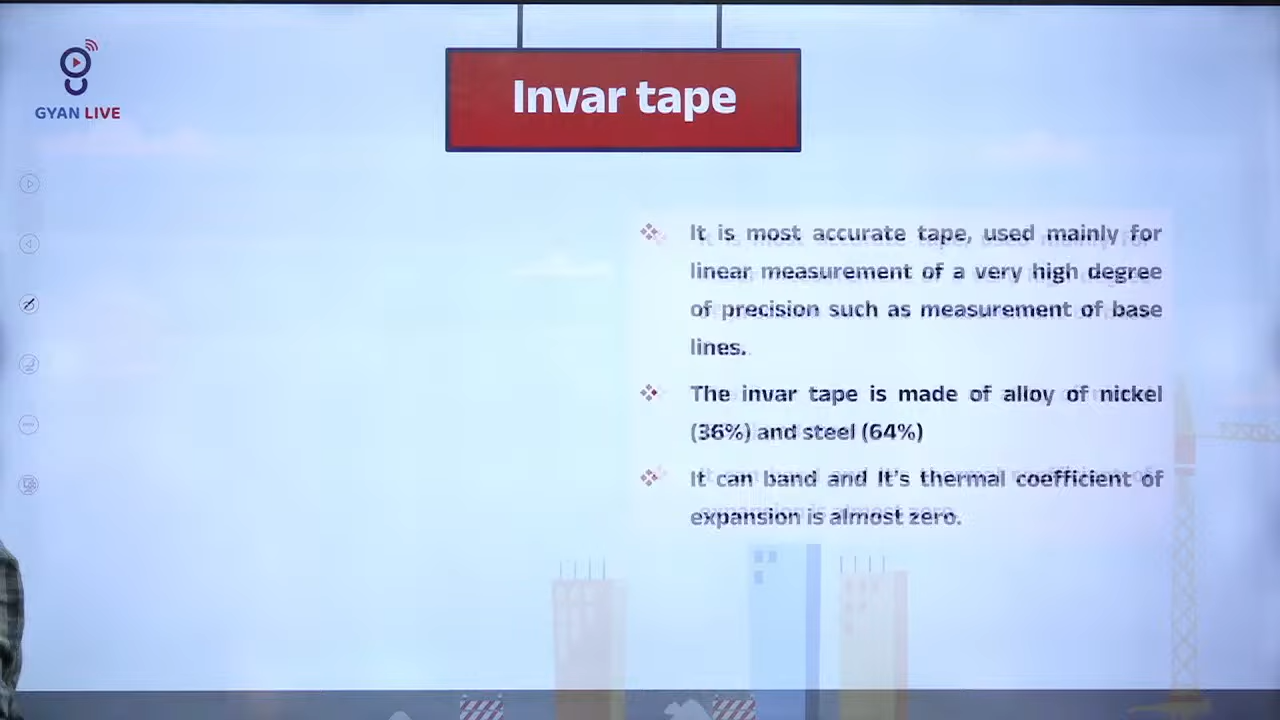 Invar tape
GYAN LIVE
It is most accurate tape, used mainly for
linear measurement of a very high degree
of precision such as measurement of base
lines.
The invar tape is made of alloy of nickel
(36%) and steel (64%)
It can band and It's thermal coefficient of
expansion is almost zero.